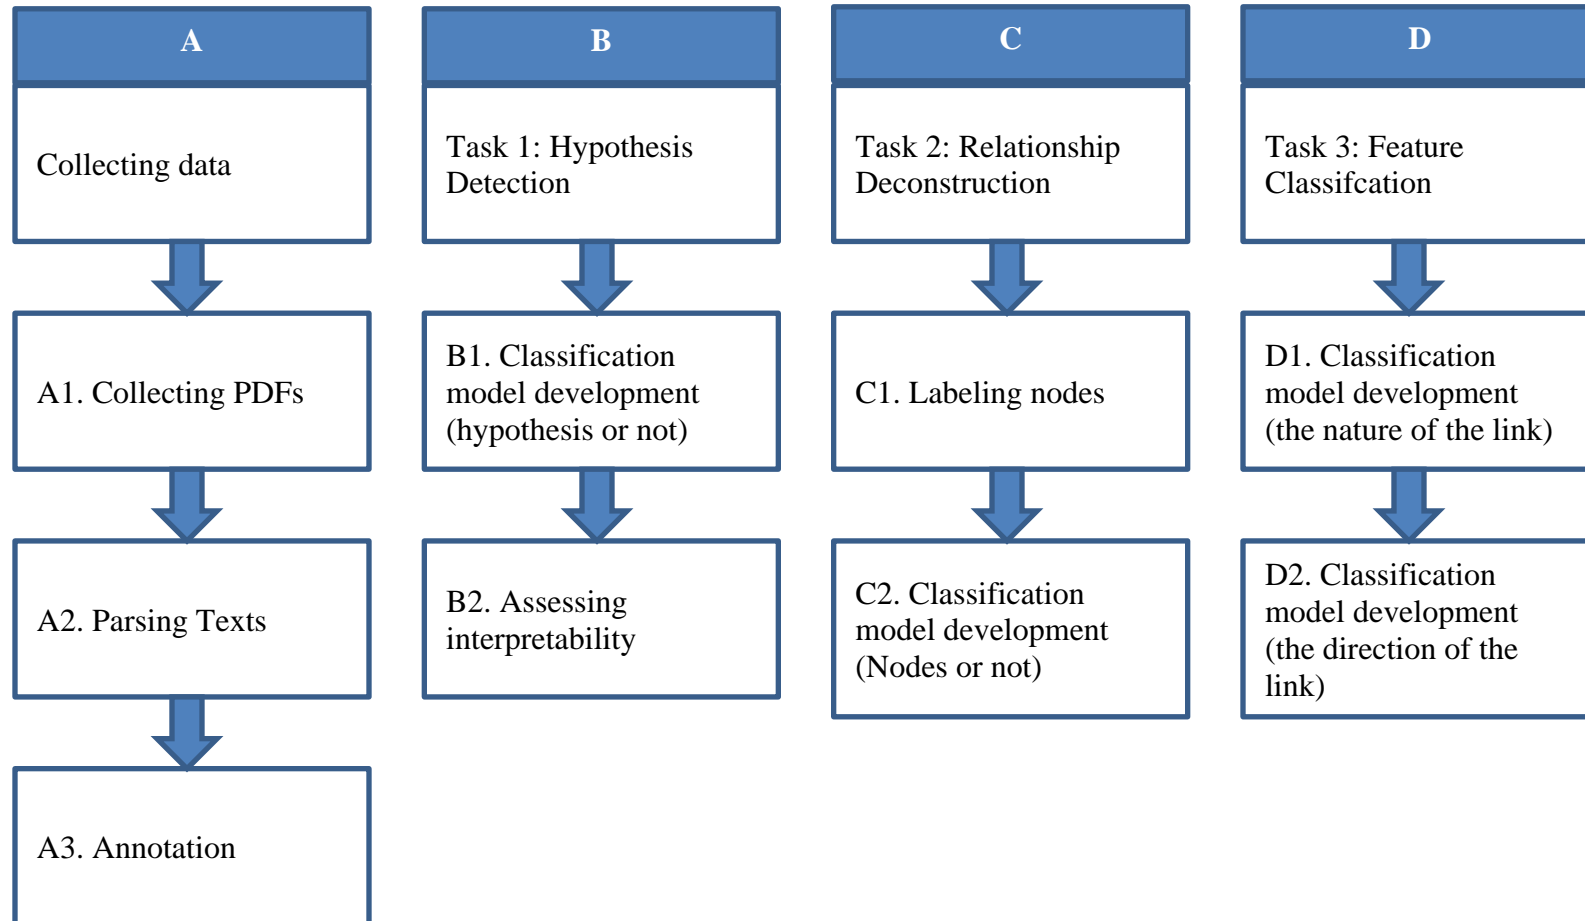 A
Collecting data
A1. Collecting PDFs
A2. Parsing Texts
A3. Annotation
B
Task 1: Hypothesis
Detection
B1. Classification
model development
(hypothesis or not)
B2. Assessing
interpretability
C
Task 2: Relationship
Deconstruction
C1. Labeling nodes
C2. Classification
model development
(Nodes or not)
D
Task 3: Feature
Classifcation
D1. Classification
model development
(the nature of the link)
D2. Classification
model development
(the direction of the
link)